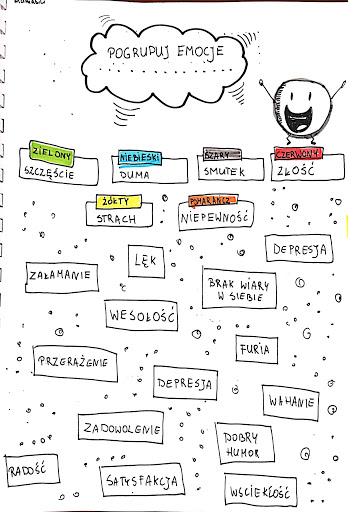 POGRUPUJ EMOCJE
ZIELONY
SZCZĘŚCIE
NIEBIESKI
DUMA
SZARY
SMUTEK
CZERWONY
ZŁOŚĆ
ŻÓŁTY
STRACH
POMARAŃCZ
NIEPEWNOŚĆ
DEPRESJA
LĘK
ZAŁAMANIE
BRAK WIARY
W SIEBIE
WESOŁOŚĆ
FURIA
PRZERAŻENIE
DEPRESJA
WAHANIE
ZADOWOLENIE
DOBRY
HUMOR
RADOŚĆ
SATYSFAKCJA
WŚCIEKŁOŚĆ